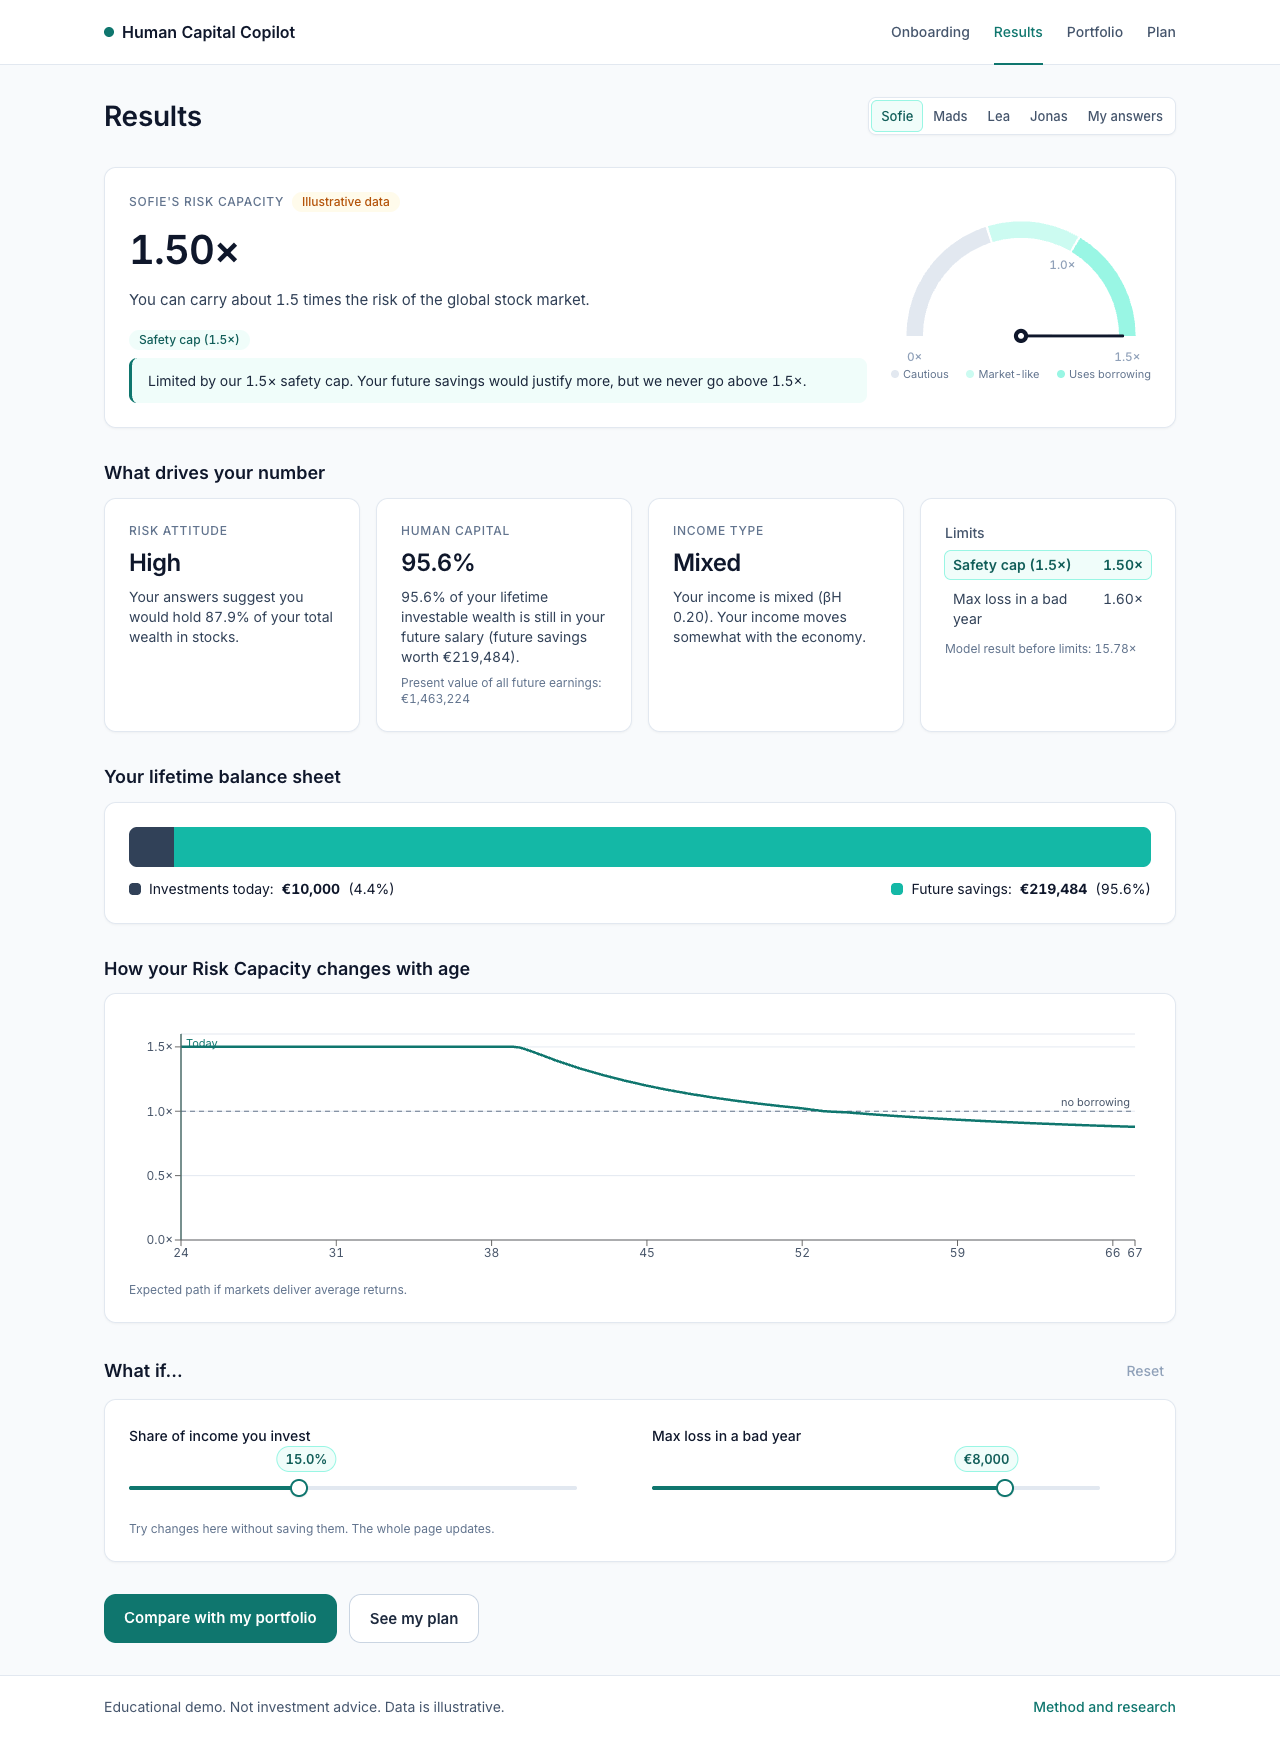 Human Capital Copilot
Onboarding
Results
Portfolio
Plan
Results
Sofie
Mads
Lea
Jonas
My answers
SOFIE'S RISK CAPACITY
Illustrative data
1.50×
You can carry about 1.5 times the risk of the global stock market.
Safety cap (1.5×)
Limited by our 1.5× safety cap. Your future savings would justify more, but we never go above 1.5×.
1.0×
0×
1.5×
Cautious
Market-like
Uses borrowing
What drives your number
RISK ATTITUDE
High
Your answers suggest you
would hold 87.9% of your total
wealth in stocks.
HUMAN CAPITAL
95.6%
95.6% of your lifetime
investable wealth is still in your
future salary (future savings
worth €219,484).
Present value of all future earnings:
€1,463,224
INCOME TYPE
Mixed
Your income is mixed (βH
0.20). Your income moves
somewhat with the economy.
Limits
Safety cap (1.5×) 1.50×
Max loss in a bad 1.60×
year
Model result before limits: 15.78×
Your lifetime balance sheet
Investments today: €10,000 (4.4%)
Future savings: €219,484 (95.6%)
How your Risk Capacity changes with age
1.5×
Today
1.0×
no borrowing
0.5×
0.0×
24 31 38 45 52 59 66 67
Expected path if markets deliver average returns.
What if...
Reset
Share of income you invest
15.0%
Max loss in a bad year
€8,000
Try changes here without saving them. The whole page updates.
Compare with my portfolio
See my plan
Educational demo. Not investment advice. Data is illustrative.
Method and research